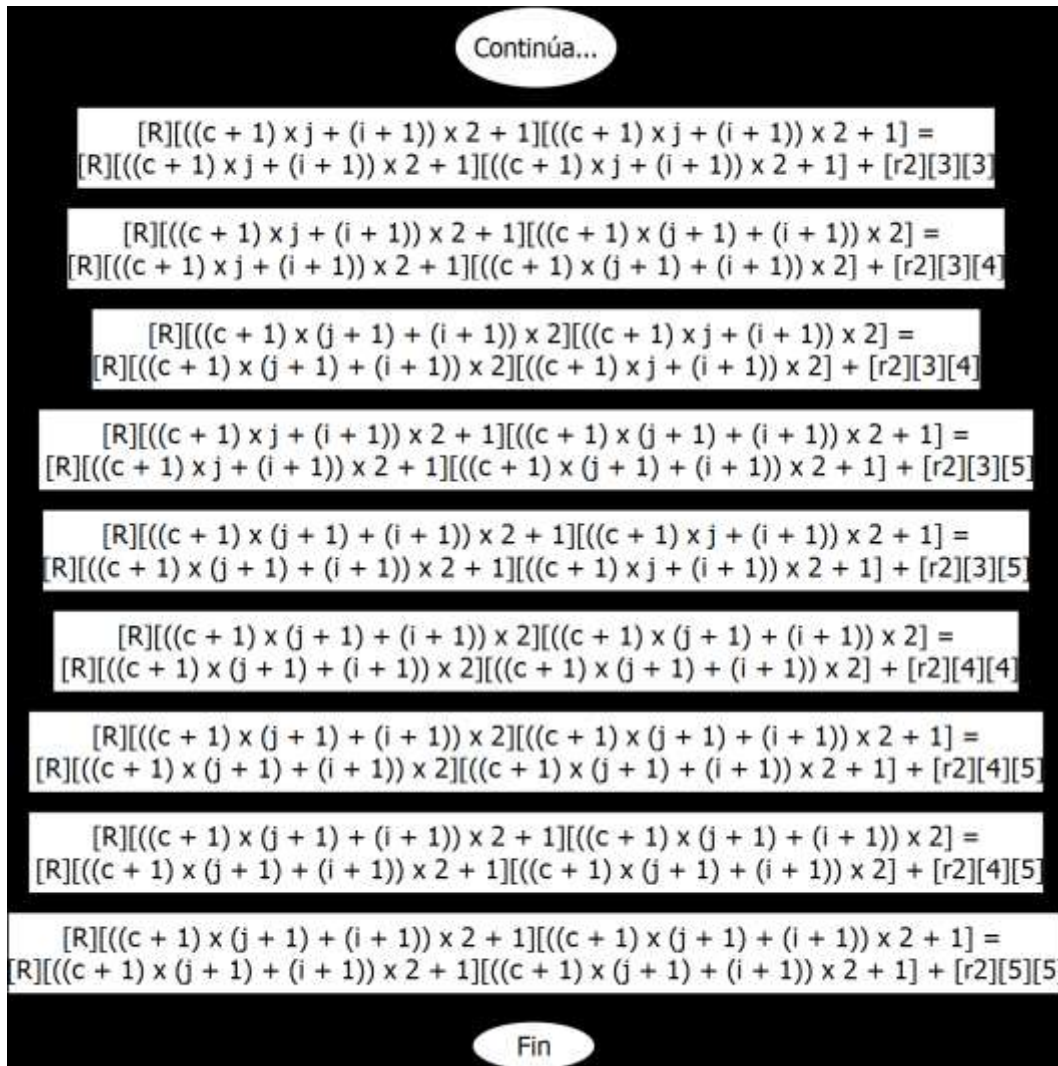 Continúa...
[R][((c + 1) x j + (i + 1)) x 2 + 1][((c + 1) x j + (i + 1)) x 2 + 1] =
[R][((c + 1) x j + (i + 1)) x 2 + 1][((c + 1) x j + (i + 1)) x 2 + 1] + [r2][3][3]
[R][((c + 1) x j + (i + 1)) x 2 + 1][((c + 1) x (j + 1) + (i + 1)) x 2] =
[R][((c + 1) x j + (i + 1)) x 2 + 1][((c + 1) x (j + 1) + (i + 1)) x 2] + [r2][3][4]
[R][((c + 1) x (j + 1) + (i + 1)) x 2][((c + 1) x j + (i + 1)) x 2] =
[R][((c + 1) x (j + 1) + (i + 1)) x 2][((c + 1) x j + (i + 1)) x 2] + [r2][3][4]
[R][((c + 1) x j + (i + 1)) x 2 + 1][((c + 1) x (j + 1) + (i + 1)) x 2 + 1] =
[R][((c + 1) x j + (i + 1)) x 2 + 1][((c + 1) x (j + 1) + (i + 1)) x 2 + 1] + [r2][3][5]
[R][((c + 1) x (j + 1) + (i + 1)) x 2 + 1][((c + 1) x j + (i + 1)) x 2 + 1] =
[R][((c + 1) x (j + 1) + (i + 1)) x 2 + 1][((c + 1) x j + (i + 1)) x 2 + 1] + [r2][3][5]
[R][((c + 1) x (j + 1) + (i + 1)) x 2][((c + 1) x (j + 1) + (i + 1)) x 2] =
[R][((c + 1) x (j + 1) + (i + 1)) x 2][((c + 1) x (j + 1) + (i + 1)) x 2] + [r2][4][4]
[R][((c + 1) x (j + 1) + (i + 1)) x 2][((c + 1) x (j + 1) + (i + 1)) x 2 + 1] =
[R][((c + 1) x (j + 1) + (i + 1)) x 2][((c + 1) x (j + 1) + (i + 1)) x 2 + 1] + [r2][4][5]
[R][((c + 1) x (j + 1) + (i + 1)) x 2 + 1][((c + 1) x (j + 1) + (i + 1)) x 2] =
[R][((c + 1) x (j + 1) + (i + 1)) x 2 + 1][((c + 1) x (j + 1) + (i + 1)) x 2] + [r2][4][5]
[R][((c + 1) x (j + 1) + (i + 1)) x 2 + 1][((c + 1) x (j + 1) + (i + 1)) x 2 + 1] =
[R][((c + 1) x (j + 1) + (i + 1)) x 2 + 1][((c + 1) x (j + 1) + (i + 1)) x 2 + 1] + [r2][5][5]
Fin